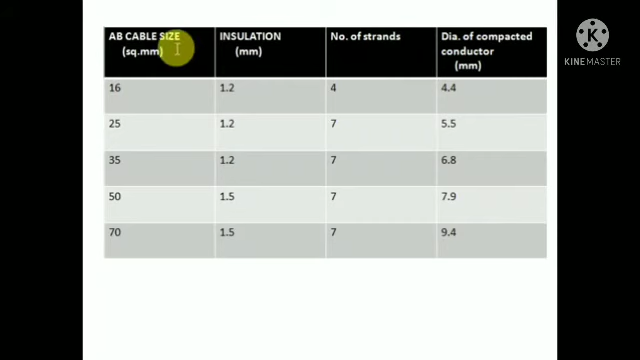 AB CABLE SIZE INSULATION No. of strands Dia. of compacted
(sq.mm) (mm) conductor
(mm)
16 1.2 4 4.4
25 1.2 7 5.5
35 1.2 7 6.8
50 1.5 7 7.9
70 1.5 7 9.4
K
KINEMASTER